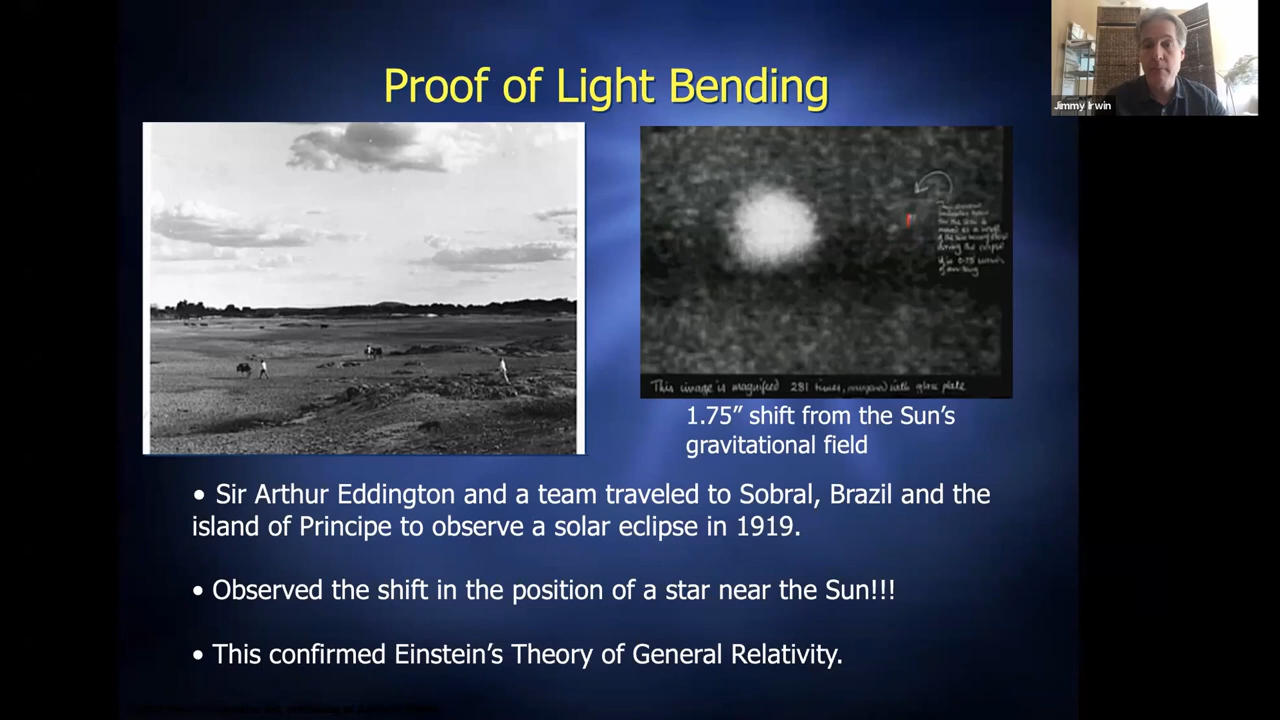 Proof of Light Bending
Jimmy Irwin
This image is magnified 281 times, compared with glass plate
1.75” shift from the Sun’s
gravitational field
• Sir Arthur Eddington and a team traveled to Sobral, Brazil and the
island of Principe to observe a solar eclipse in 1919.
• Observed the shift in the position of a star near the Sun!!!
• This confirmed Einstein’s Theory of General Relativity.